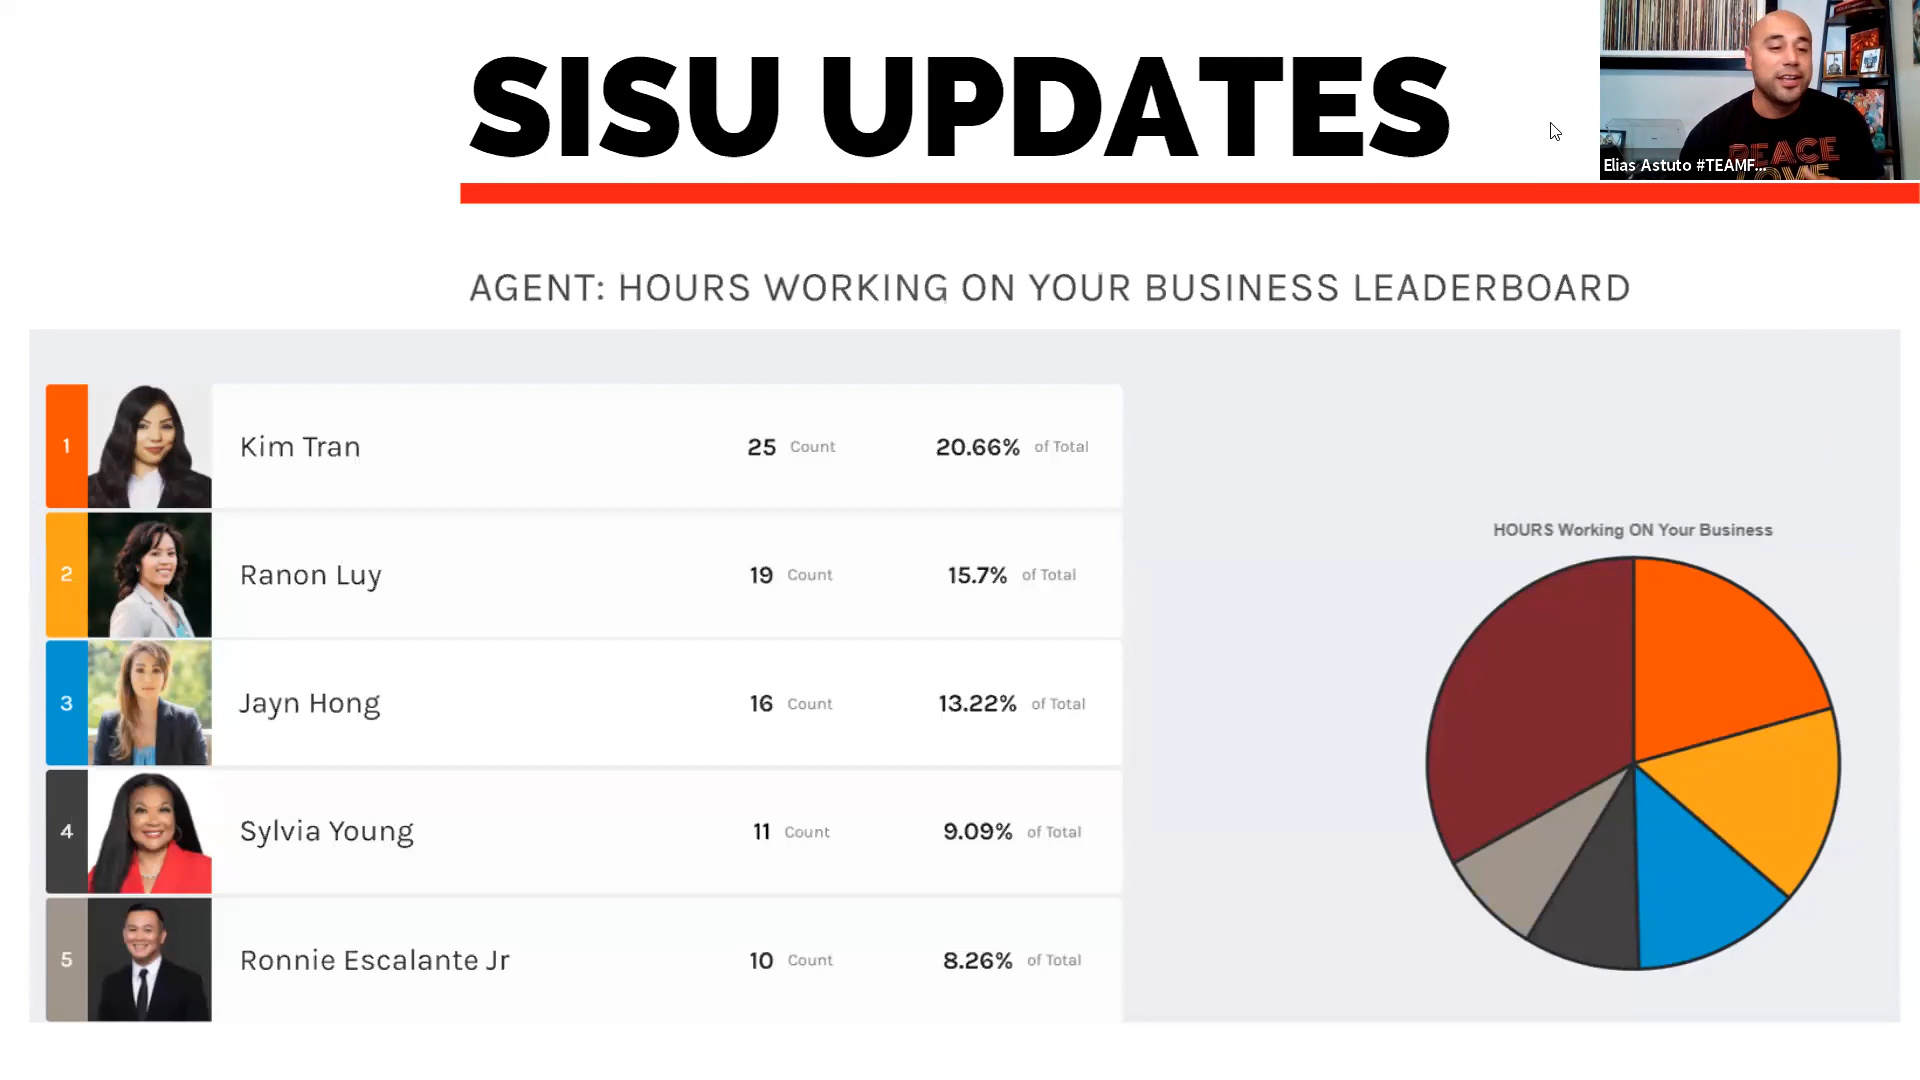 SISU UPDATES
PEACE
LOVE
Elias Astuto #TEAMF...
AGENT: HOURS WORKING ON YOUR BUSINESS LEADERBOARD
1 Kim Tran 25 Count 20.66% of Total
2 Ranon Luy 19 Count 15.7% of Total
3 Jayn Hong 16 Count 13.22% of Total
4 Sylvia Young 11 Count 9.09% of Total
5 Ronnie Escalante Jr 10 Count 8.26% of Total
HOURS Working ON Your Business